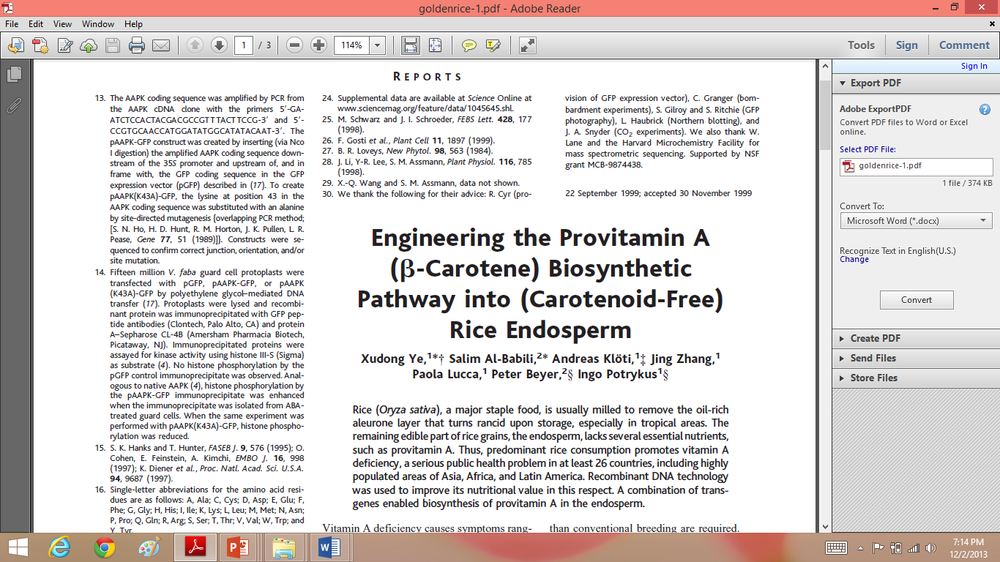 goldenrice-1.pdf - Adobe Reader
File Edit View Window Help
1 / 3
114%
Tools Sign Comment
REPORTS
13. The AAPK coding sequence was amplified by PCR from
the AAPK cDNA clone with the primers 5′-GA-
ATCTCCACTACGACGCCGTTTACTTCCG-3′ and 5′-
CCGTGCAACCATGGATATGGCATATACAAT-3′. The
pAAPK-GFP construct was created by inserting (via Nco
I digestion) the amplified AAPK coding sequence down-
stream of the 35S promoter and upstream of, and in
frame with, the GFP coding sequence in the GFP
expression vector (pGFP) described in (17). To create
pAAPK(K43A)-GFP, the lysine at position 43 in the
AAPK coding sequence was substituted with an alanine
by site-directed mutagenesis {overlapping PCR method;
[S. N. Ho, H. D. Hunt, R. M. Horton, J. K. Pullen, L. R.
Pease, Gene 77, 51 (1989)]}. Constructs were se-
quenced to confirm correct junction, orientation, and/or
site mutation.
14. Fifteen million V. faba guard cell protoplasts were
transfected with pGFP, pAAPK-GFP, or pAAPK
(K43A)-GFP by polyethylene glycol–mediated DNA
transfer (17). Protoplasts were lysed and recombi-
nant protein was immunoprecipitated with GFP pep-
tide antibodies (Clontech, Palo Alto, CA) and protein
A–Sepharose CL-4B (Amersham Pharmacia Biotech,
Picataway, NJ). Immunoprecipitated proteins were
assayed for kinase activity using histone III-S (Sigma)
as substrate (4). No histone phosphorylation by the
pGFP control immunoprecipitate was observed. Anal-
ogous to native AAPK (4), histone phosphorylation by
the pAAPK-GFP immunoprecipitate was enhanced
when the immunoprecipitate was isolated from ABA-
treated guard cells. When the same experiment was
performed with pAAPK(K43A)-GFP, histone phospho-
rylation was reduced.
15. S. K. Hanks and T. Hunter, FASEB J. 9, 576 (1995); O.
Cohen, E. Feinstein, A. Kimchi, EMBO J. 16, 998
(1997); K. Diener et al., Proc. Natl. Acad. Sci. U.S.A.
94, 9687 (1997).
16. Single-letter abbreviations for the amino acid resi-
dues are as follows: A, Ala; C, Cys; D, Asp; E, Glu; F,
Phe; G, Gly; H, His; I, Ile; K, Lys; L, Leu; M, Met; N, Asn;
P, Pro; Q, Gln; R, Arg; S, Ser; T, Thr; V, Val; W, Trp; and
Y, Tyr.
24. Supplemental data are available at Science Online at
www.sciencemag.org/feature/data/1045645.shl.
25. M. Schwarz and J. I. Schroeder, FEBS Lett. 428, 177
(1998).
26. F. Gosti et al., Plant Cell 11, 1897 (1999).
27. B. R. Loveys, New Phytol. 98, 563 (1984).
28. J. Li, Y-R. Lee, S. M. Assmann, Plant Physiol. 116, 785
(1998).
29. X.-Q. Wang and S. M. Assmann, data not shown.
30. We thank the following for their advice: R. Cyr (pro-
vision of GFP expression vector), C. Granger (bom-
bardment experiments), S. Gilroy and S. Ritchie (GFP
photography), L. Haubrick (Northern blotting), and
J. A. Snyder (CO2 experiments). We also thank W.
Lane and the Harvard Microchemistry Facility for
mass spectrometric sequencing. Supported by NSF
grant MCB-9874438.
22 September 1999; accepted 30 November 1999
Engineering the Provitamin A
(β-Carotene) Biosynthetic
Pathway into (Carotenoid-Free)
Rice Endosperm
Xudong Ye,1*† Salim Al-Babili,2* Andreas Klöti,1‡ Jing Zhang,1
Paola Lucca,1 Peter Beyer,2§ Ingo Potrykus1§
Rice (Oryza sativa), a major staple food, is usually milled to remove the oil-rich
aleurone layer that turns rancid upon storage, especially in tropical areas. The
remaining edible part of rice grains, the endosperm, lacks several essential nutrients,
such as provitamin A. Thus, predominant rice consumption promotes vitamin A
deficiency, a serious public health problem in at least 26 countries, including highly
populated areas of Asia, Africa, and Latin America. Recombinant DNA technology
was used to improve its nutritional value in this respect. A combination of trans-
genes enabled biosynthesis of provitamin A in the endosperm.
Vitamin A deficiency causes symptoms rang-
than conventional breeding are required.
Sign In
Export PDF
Adobe ExportPDF
Convert PDF files to Word or Excel
online.
Select PDF File:
goldenrice-1.pdf
1 file / 374 KB
Convert To:
Microsoft Word (*.docx)
Recognize Text in English(U.S.)
Change
Convert
Create PDF
Send Files
Store Files
7:14 PM
12/2/2013